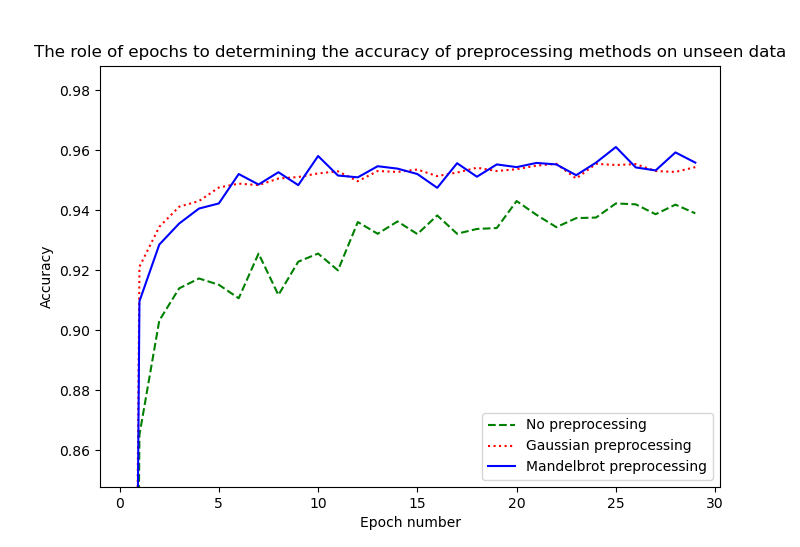 The role of epochs to determining the accuracy of preprocessing methods on unseen data
0.98
0.96
0.94
0.92
0.90
0.88
0.86
Accuracy
No preprocessing
Gaussian preprocessing
Mandelbrot preprocessing
0 5 10 15 20 25 30
Epoch number